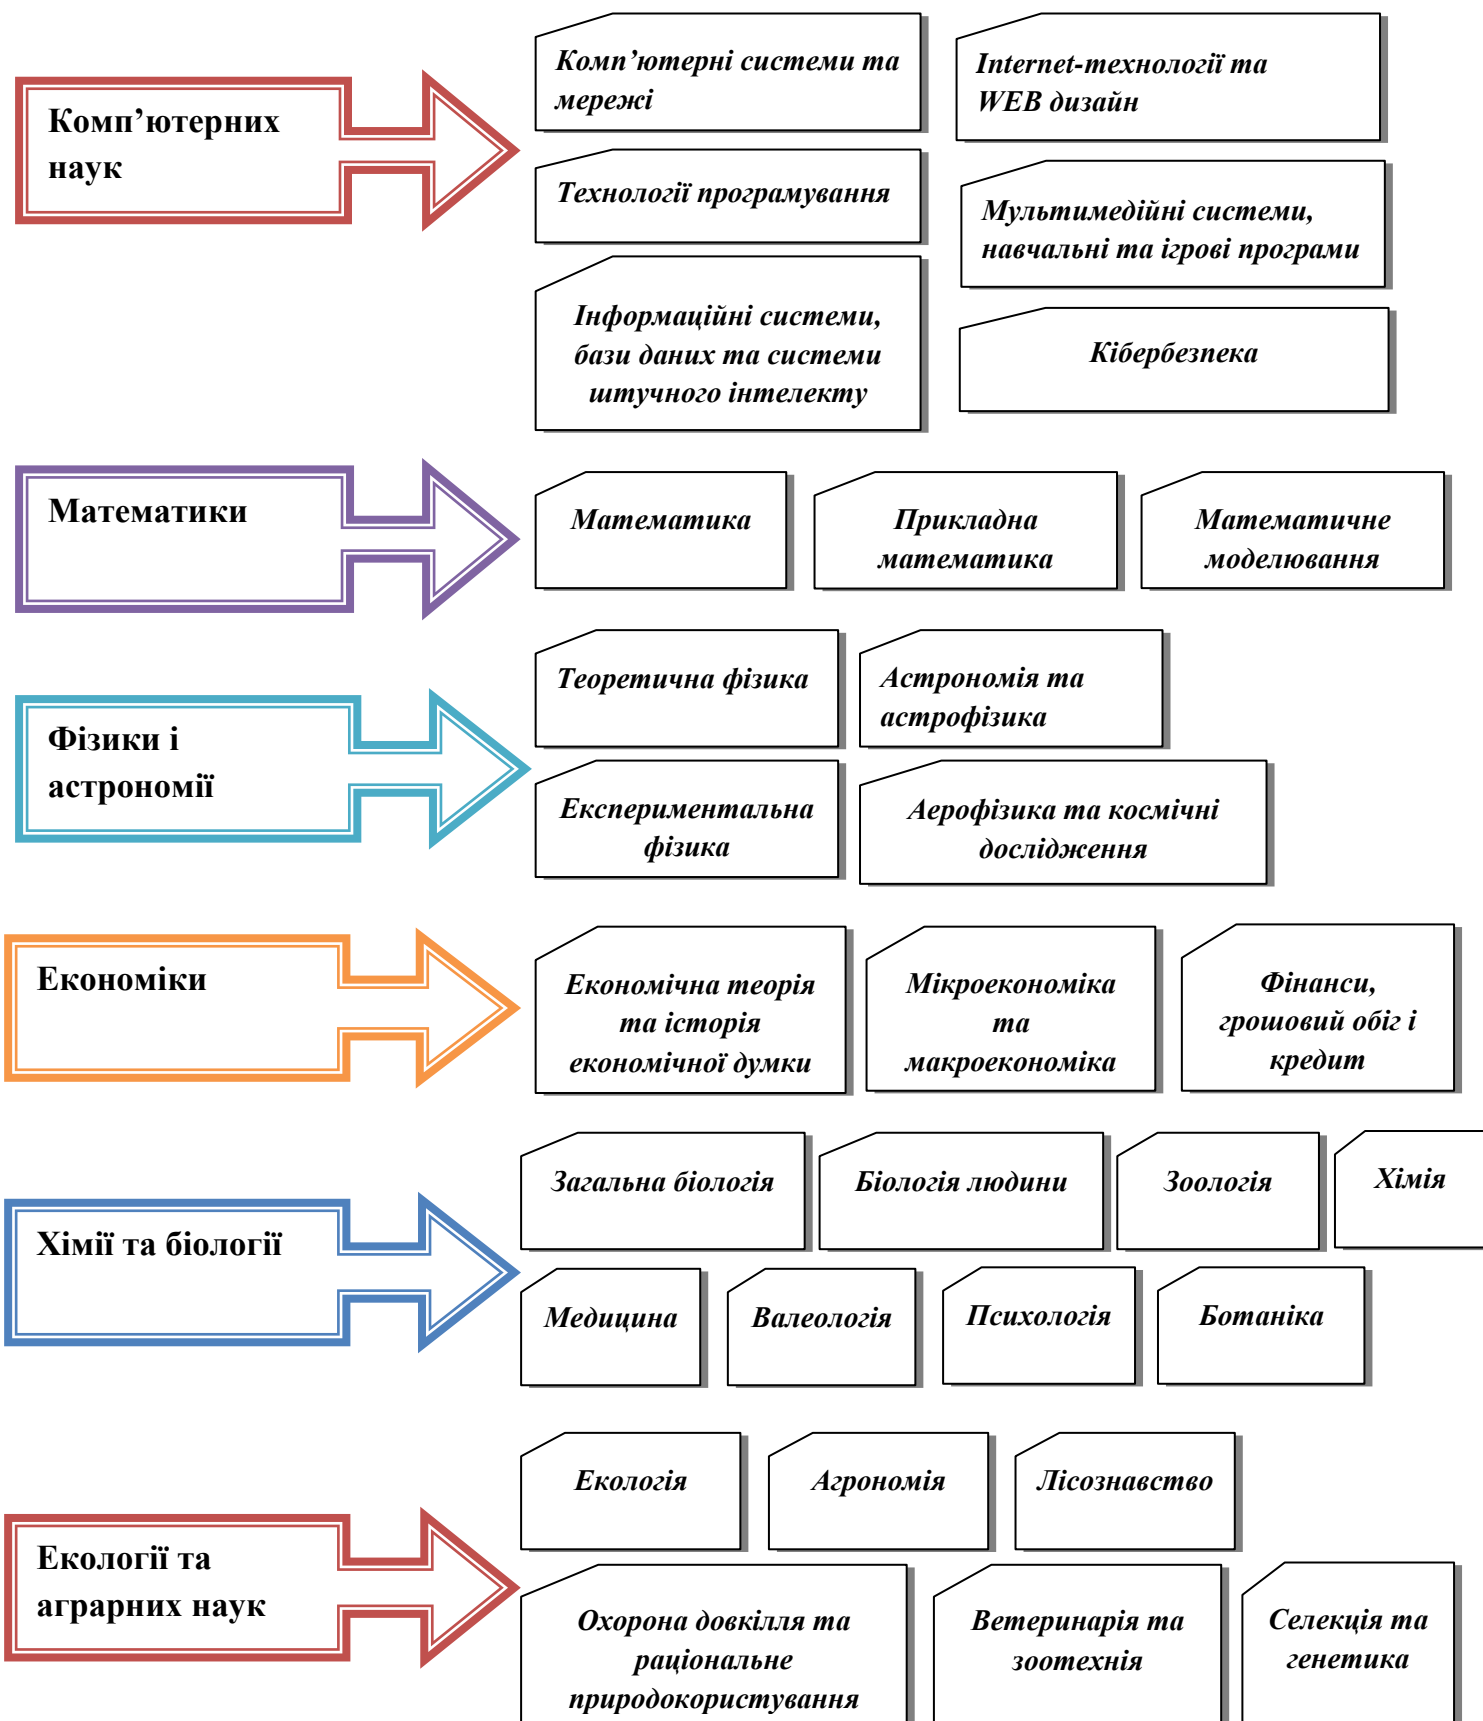 Комп’ютерних
наук
Комп’ютерні системи та
мережі
Internet-технології та
WEB дизайн
Технології програмування
Мультимедійні системи,
навчальні та ігрові програми
Інформаційні системи,
бази даних та системи
штучного інтелекту
Кібербезпека
Математики
Математика
Прикладна
математика
Математичне
моделювання
Фізики і
астрономії
Теоретична фізика
Астрономія та
астрофізика
Експериментальна
фізика
Аерофізика та космічні
дослідження
Економіки
Економічна теорія
та історія
економічної думки
Мікроекономіка
та
макроекономіка
Фінанси,
грошовий обіг і
кредит
Хімії та біології
Загальна біологія
Біологія людини
Зоологія
Хімія
Медицина
Валеологія
Психологія
Ботаніка
Екології та
аграрних наук
Екологія
Агрономія
Лісознавство
Охорона довкілля та
раціональне
природокористування
Ветеринарія та
зоотехнія
Селекція та
генетика